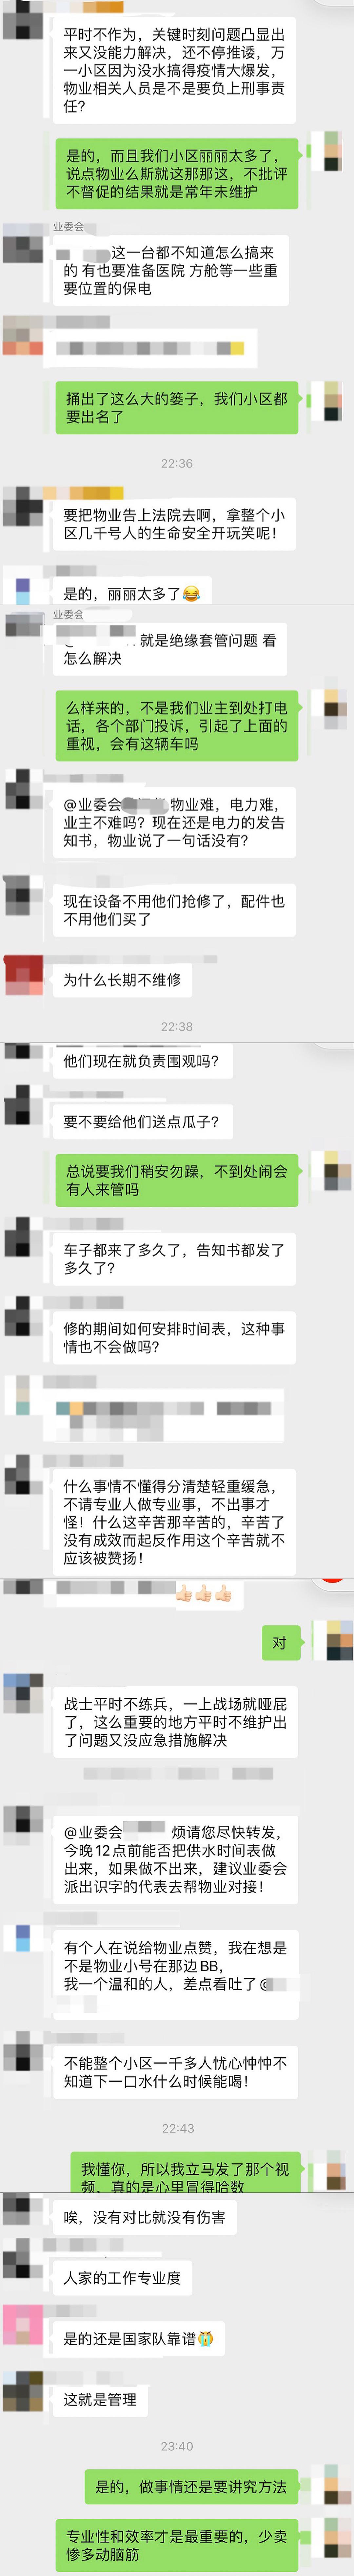 平时不作为，关键时刻问题凸显出
来又没能力解决，还不停推诿，万
一小区因为没水搞得疫情大爆发，
物业相关人员是不是要负上刑事责
任？
是的，而且我们小区丽丽太多了，
说点物业么斯就这那那这，不批评
不督促的结果就是常年未维护
业委会
这一台都不知道怎么搞来
的 有也要准备医院 方舱等一些重
要位置的保电
捅出了这么大的篓子，我们小区都
要出名了
22:36
要把物业告上法院去啊，拿整个小
区几千号人的生命安全开玩笑呢！
是的，丽丽太多了😂
业委会
就是绝缘套管问题 看
怎么解决
么样来的，不是我们业主到处打电
话，各个部门投诉，引起了上面的
重视，会有这辆车吗
@业委会 物业难，电力难，
业主不难吗？现在还是电力的发告
知书，物业说了一句话没有？
现在设备不用他们抢修了，配件也
不用他们买了
为什么长期不维修
22:38
他们现在就负责围观吗？
要不要给他们送点瓜子？
总说要我们稍安勿躁，不到处闹会
有人来管吗
车子都来了多久了，告知书都发了
多久了？
修的期间如何安排时间表，这种事
情也不会做吗？
什么事情不懂得分清楚轻重缓急，
不请专业人做专业事，不出事才
怪！什么这辛苦那辛苦的，辛苦了
没有成效而起反作用这个辛苦就不
应该被赞扬！
👍🏻👍🏻👍🏻
对
战士平时不练兵，一上战场就哑屁
了，这么重要的地方平时不维护出
了问题又没应急措施解决
@业委会 烦请您尽快转发，
今晚12点前能否把供水时间表做
出来，如果做不出来，建议业委会
派出识字的代表去帮物业对接！
有个人在说给物业点赞，我在想是
不是物业小号在那边BB，
我一个温和的人，差点看吐了@
不能整个小区一千多人忧心忡忡不
知道下一口水什么时候能喝！
22:43
我懂你，所以我立马发了那个视
频，真的是心里冒得哈数
唉，没有对比就没有伤害
人家的工作专业度
是的还是国家队靠谱😭
这就是管理
23:40
是的，做事情还是要讲究方法
专业性和效率才是最重要的，少卖
惨多动脑筋